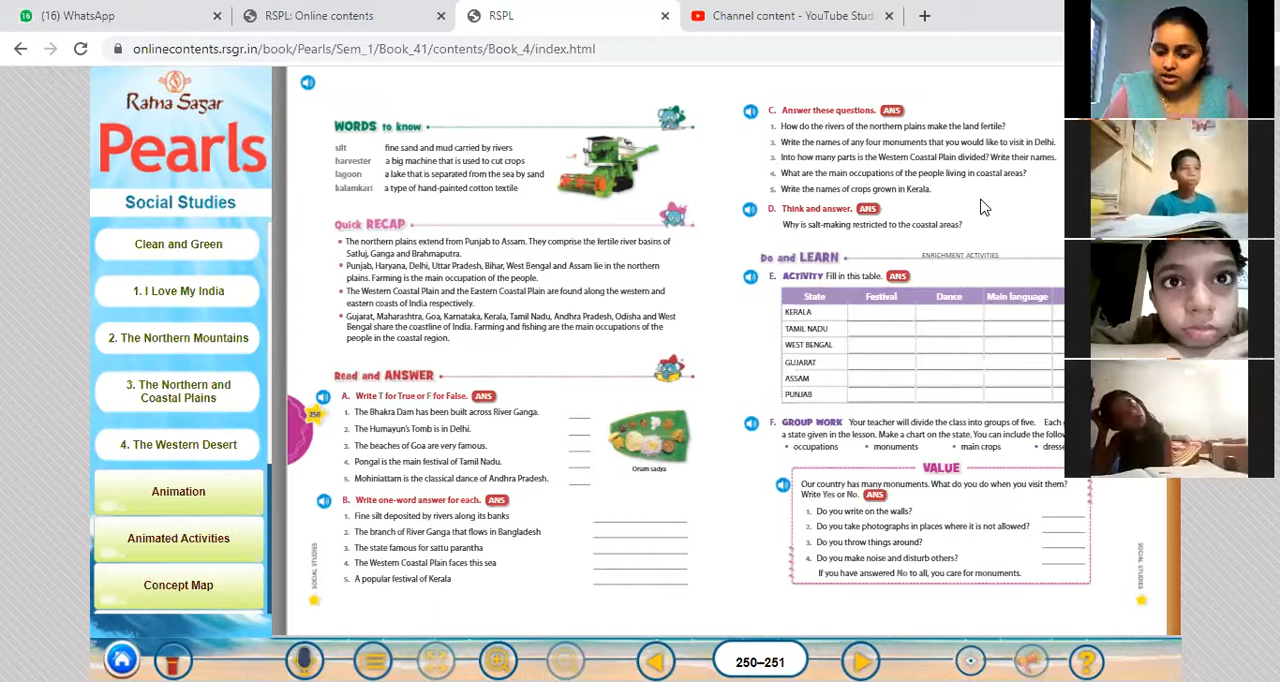 (16) WhatsApp
RSPL: Online contents
RSPL
Channel content - YouTube Stud
onlinecontents.rsgr.in/book/Pearls/Sem_1/Book_41/contents/Book_4/index.html
Ratna Sagar
Pearls
Social Studies
Clean and Green
1. I Love My India
2. The Northern Mountains
3. The Northern and
Coastal Plains
4. The Western Desert
Animation
Animated Activities
Concept Map
WORDS to know
silt fine sand and mud carried by rivers
harvester a big machine that is used to cut crops
lagoon a lake that is separated from the sea by sand
kalamkari a type of hand-painted cotton textile
Quick RECAP
The northern plains extend from Punjab to Assam. They comprise the fertile river basins of
Satluj, Ganga and Brahmaputra.
Punjab, Haryana, Delhi, Uttar Pradesh, Bihar, West Bengal and Assam lie in the northern
plains. Farming is the main occupation of the people.
The Western Coastal Plain and the Eastern Coastal Plain are found along the western and
eastern coasts of India respectively.
Gujarat, Maharashtra, Goa, Karnataka, Kerala, Tamil Nadu, Andhra Pradesh, Odisha and West
Bengal share the coastline of India. Farming and fishing are the main occupations of the
people in the coastal region.
Read and ANSWER
A. Write T for True or F for False. ANS
1. The Bhakra Dam has been built across River Ganga.
2. The Humayun's Tomb is in Delhi.
3. The beaches of Goa are very famous.
4. Pongal is the main festival of Tamil Nadu.
5. Mohiniattam is the classical dance of Andhra Pradesh.
Onam sadya
B. Write one-word answer for each. ANS
1. Fine silt deposited by rivers along its banks
2. The branch of River Ganga that flows in Bangladesh
3. The state famous for sattu parantha
4. The Western Coastal Plain faces this sea
5. A popular festival of Kerala
250
SOCIAL STUDIES
C. Answer these questions. ANS
1. How do the rivers of the northern plains make the land fertile?
2. Write the names of any four monuments that you would like to visit in Delhi.
3. Into how many parts is the Western Coastal Plain divided? Write their names.
4. What are the main occupations of the people living in coastal areas?
5. Write the names of crops grown in Kerala.
D. Think and answer. ANS
Why is salt-making restricted to the coastal areas?
Do and LEARN ENRICHMENT ACTIVITIES
E. ACTIVITY Fill in this table. ANS
State Festival Dance Main language
KERALA
TAMIL NADU
WEST BENGAL
GUJARAT
ASSAM
PUNJAB
F. GROUP WORK Your teacher will divide the class into groups of five. Each
a state given in the lesson. Make a chart on the state. You can include the follow
occupations monuments main crops dresse
VALUE
Our country has many monuments. What do you do when you visit them?
Write Yes or No. ANS
1. Do you write on the walls?
2. Do you take photographs in places where it is not allowed?
3. Do you throw things around?
4. Do you make noise and disturb others?
If you have answered No to all, you care for monuments.
SOCIAL STUDIES
250-251